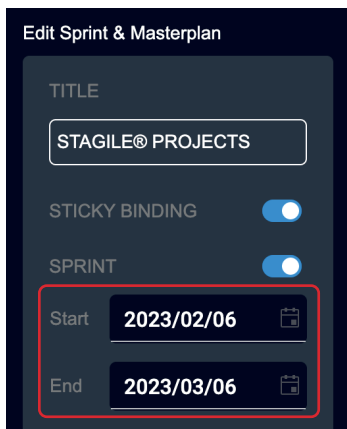 Edit Sprint & Masterplan
TITLE
STAGILE® PROJECTS
STICKY BINDING
SPRINT
Start 2023/02/06
End 2023/03/06